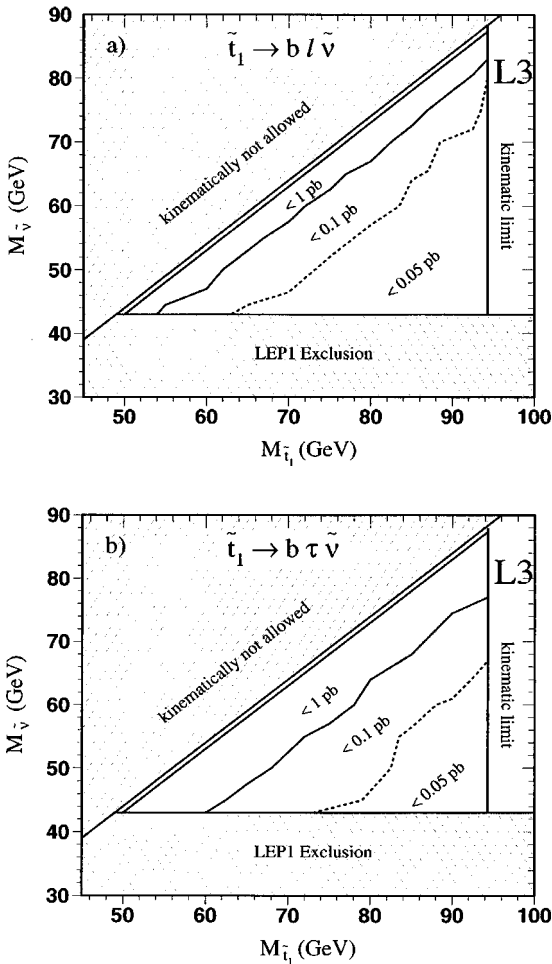 a)
t̃₁ → b l ν̃
L3
kinematically not allowed
< 1 pb
< 0.1 pb
< 0.05 pb
kinematic limit
LEP1 Exclusion
90
80
70
60
50
40
30
M ν̃ (GeV)
50 60 70 80 90 100
M t̃₁ (GeV)
b)
t̃₁ → b τ ν̃
L3
kinematically not allowed
< 1 pb
< 0.1 pb
< 0.05 pb
kinematic limit
LEP1 Exclusion
90
80
70
60
50
40
30
M ν̃ (GeV)
50 60 70 80 90 100
M t̃₁ (GeV)